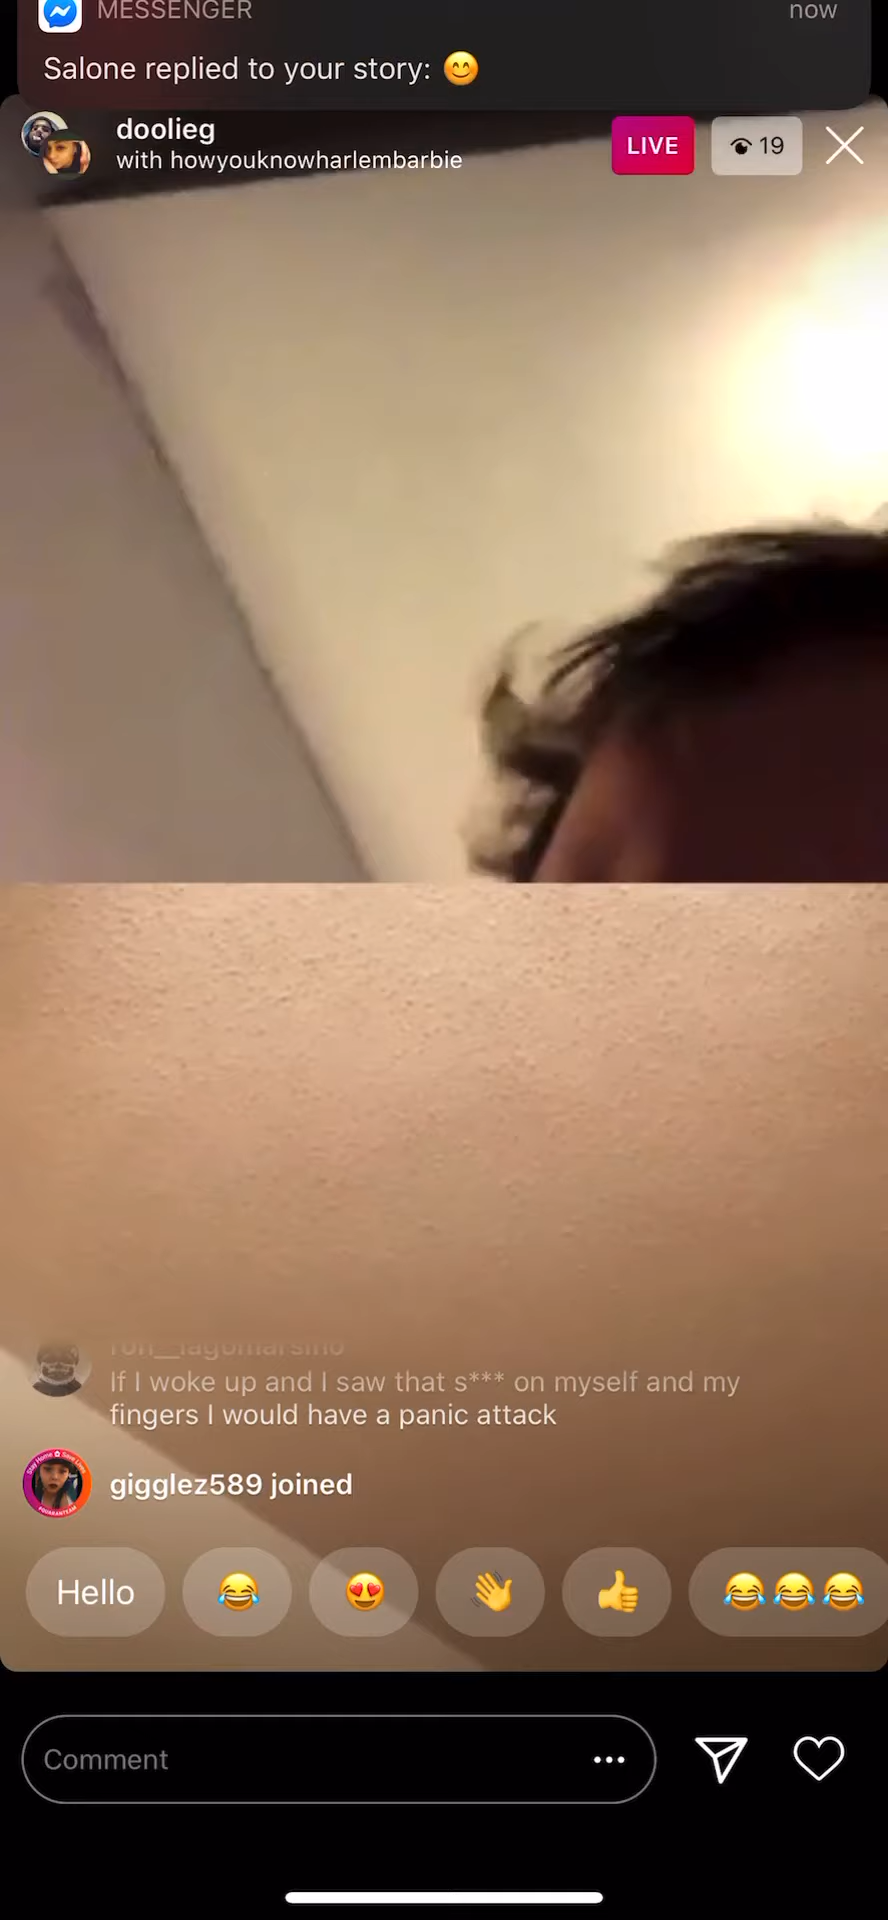 MESSENGER
now
Salone replied to your story: 😊
doolieg
with howyouknowharlembarbie
LIVE
19
If I woke up and I saw that s*** on myself and my
fingers I would have a panic attack
gigglez589 joined
Hello
😂
😍
👋
👍
😂😂😂
Comment